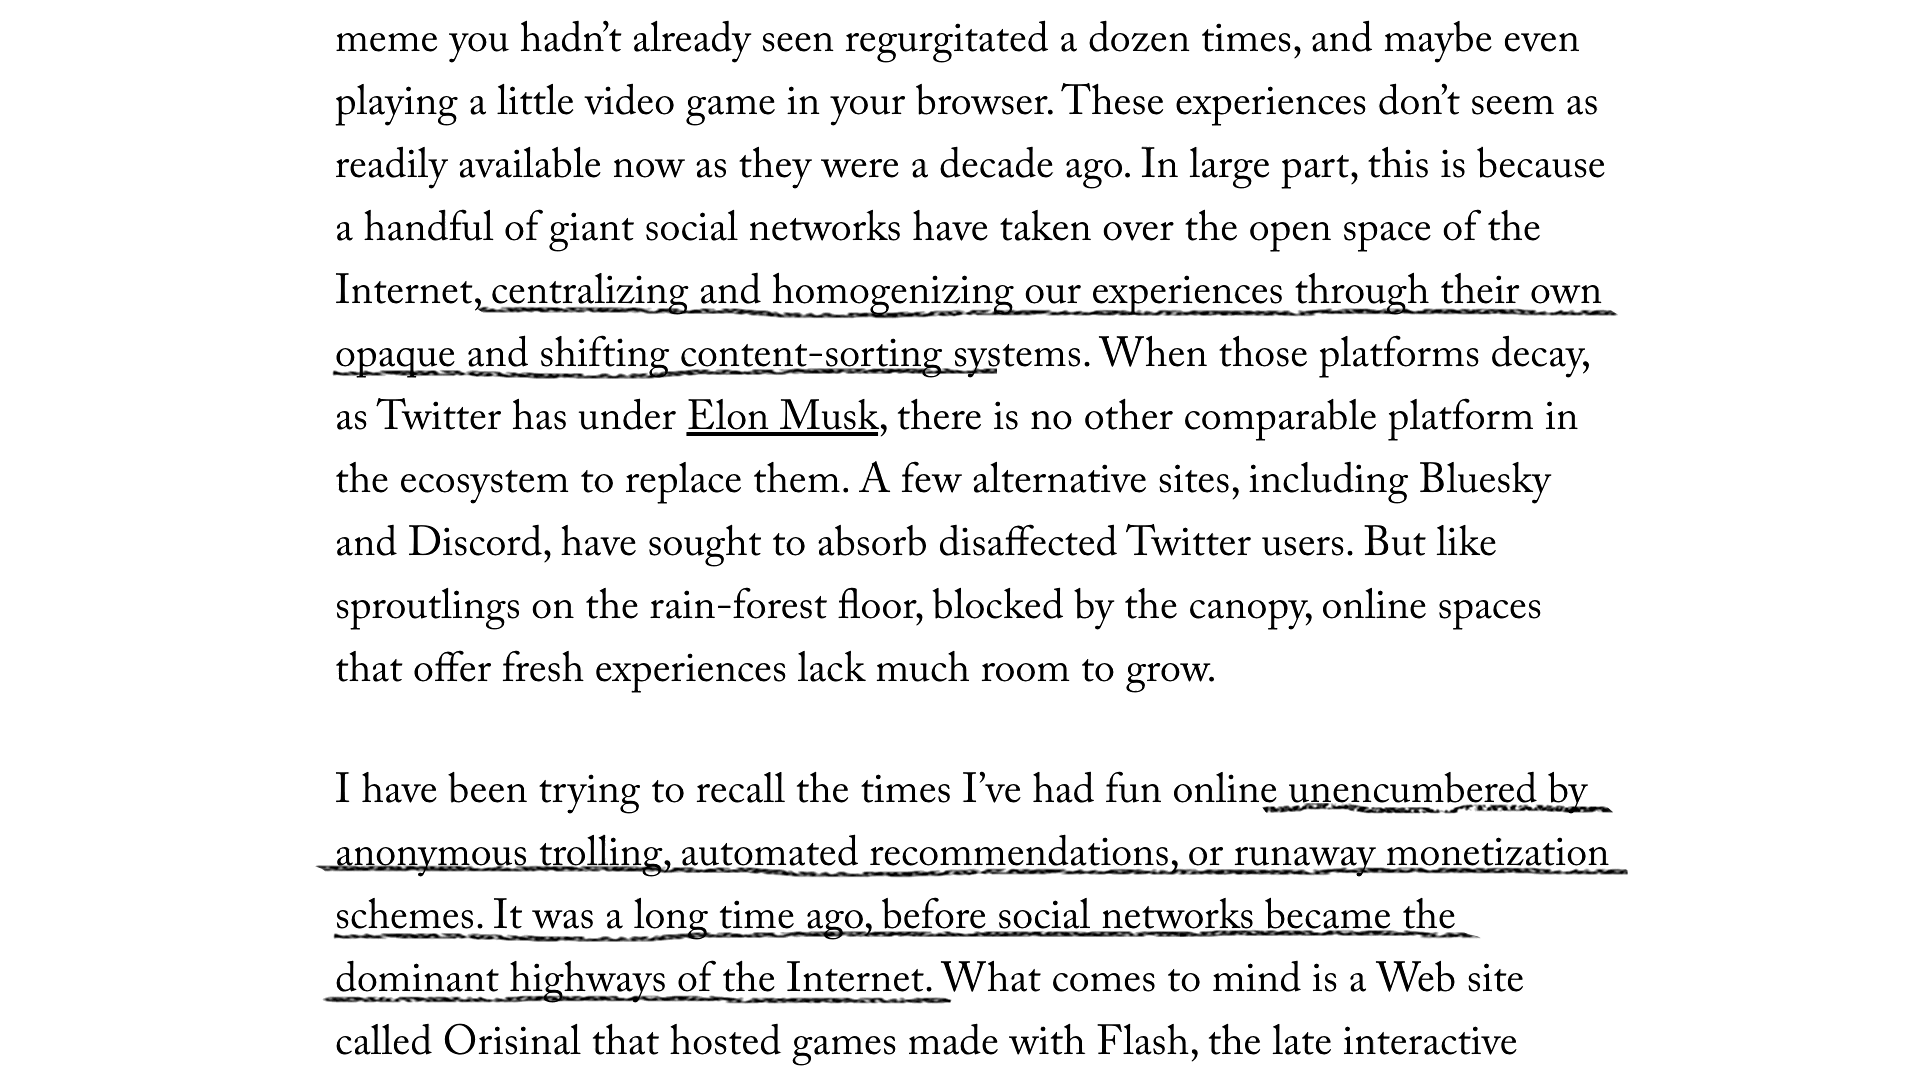 meme you hadn’t already seen regurgitated a dozen times, and maybe even
playing a little video game in your browser. These experiences don’t seem as
readily available now as they were a decade ago. In large part, this is because
a handful of giant social networks have taken over the open space of the
Internet, centralizing and homogenizing our experiences through their own
opaque and shifting content-sorting systems. When those platforms decay,
as Twitter has under Elon Musk, there is no other comparable platform in
the ecosystem to replace them. A few alternative sites, including Bluesky
and Discord, have sought to absorb disaffected Twitter users. But like
sproutlings on the rain-forest floor, blocked by the canopy, online spaces
that offer fresh experiences lack much room to grow.
I have been trying to recall the times I’ve had fun online unencumbered by
anonymous trolling, automated recommendations, or runaway monetization
schemes. It was a long time ago, before social networks became the
dominant highways of the Internet. What comes to mind is a Web site
called Orisinal that hosted games made with Flash, the late interactive